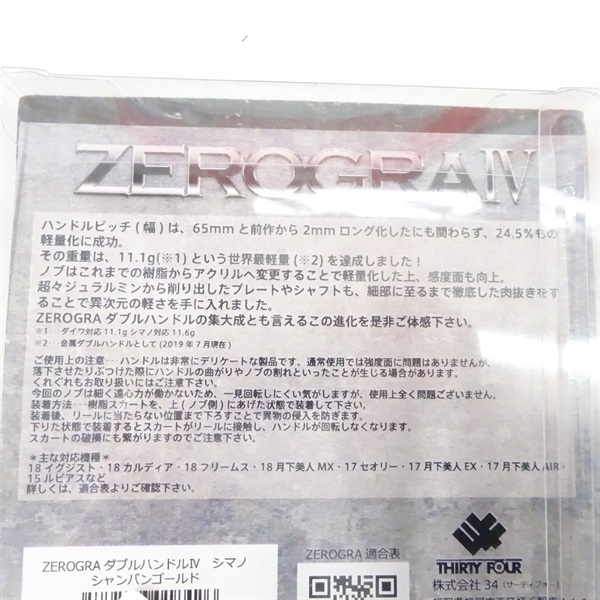 ZEROGRA IV
ハンドルピッチ ( 幅 ) は、65mm と前作から 2mm ロング化したにも関わらず、24.5%もの
軽量化に成功。
その重量は、11.1g(※1) という世界最軽量 (※2) を達成しました！
ノブはこれまでの樹脂からアクリルへ変更することで軽量化した上、感度面も向上。
超々ジュラルミンから削り出したプレートやシャフトも、細部に至るまで徹底した肉抜きをす
ることで異次元の軽さを手に入れました。
ZEROGRA ダブルハンドルの集大成とも言えるこの進化を是非ご体感下さい。
※1‥‥ダイワ対応 11.1g シマノ対応 11.6g
※2‥‥金属ダブルハンドルとして (2019 年 7 月現在 )
ご使用上の注意‥‥ハンドルは非常にデリケートな製品です。通常使用では強度面に問題はありませんが、
落下させたりぶつけた際にハンドルの曲がりやノブの割れといったことが生じる場合があります。
くれぐれもお取り扱いにはご注意下さい。
今回のノブは細く遠心力が働かないため、一見回転しにくい気がしますが、使用上全く問題ございません。
装着方法‥‥樹脂スカートを、上 ( ノブ側 ) にあげた状態で装着して下さい。
装着後、リールに当たらない位置まで下ろすことで異物の侵入を防ぎます。
下りた状態で装着するとスカートがリールに接触し、ハンドルが回転しなくなります。
スカートの破損にも繋がりますのでご注意下さい。
＊主な対応機種＊
18 イグジスト・18 カルディア・18 フリームス・18 月下美人 MX・17 セオリー・17 月下美人 EX・17 月下美人 AIR・
15 ルビアスなど
詳しくは、適合表よりご確認下さい。
ZEROGRA ダブルハンドルⅣ　シマノ
シャンパンゴールド
ZEROGRA 適合表
THIRTY FOUR
株式会社 34 ( サーティフォー )